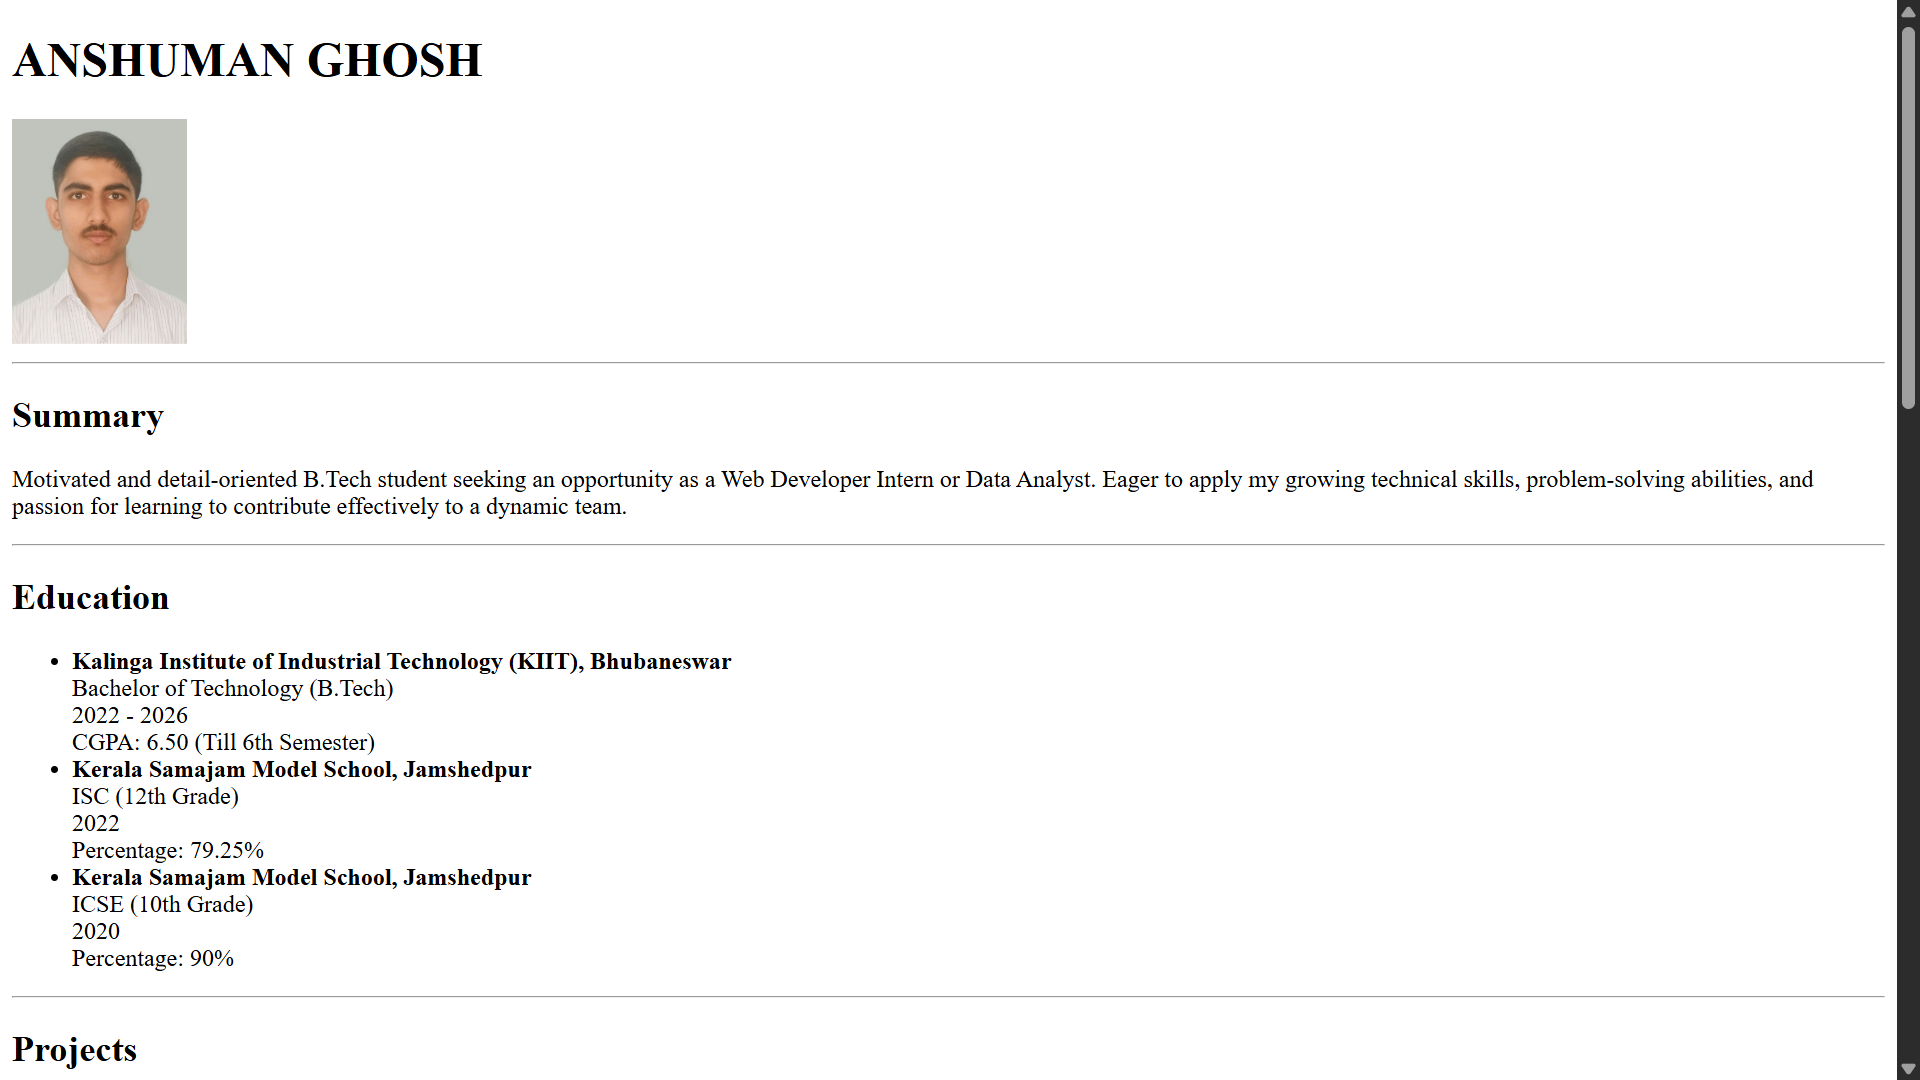 ANSHUMAN GHOSH
Summary
Motivated and detail-oriented B.Tech student seeking an opportunity as a Web Developer Intern or Data Analyst. Eager to apply my growing technical skills, problem-solving abilities, and
passion for learning to contribute effectively to a dynamic team.
Education
• Kalinga Institute of Industrial Technology (KIIT), Bhubaneswar
Bachelor of Technology (B.Tech)
2022 - 2026
CGPA: 6.50 (Till 6th Semester)
• Kerala Samajam Model School, Jamshedpur
ISC (12th Grade)
2022
Percentage: 79.25%
• Kerala Samajam Model School, Jamshedpur
ICSE (10th Grade)
2020
Percentage: 90%
Projects